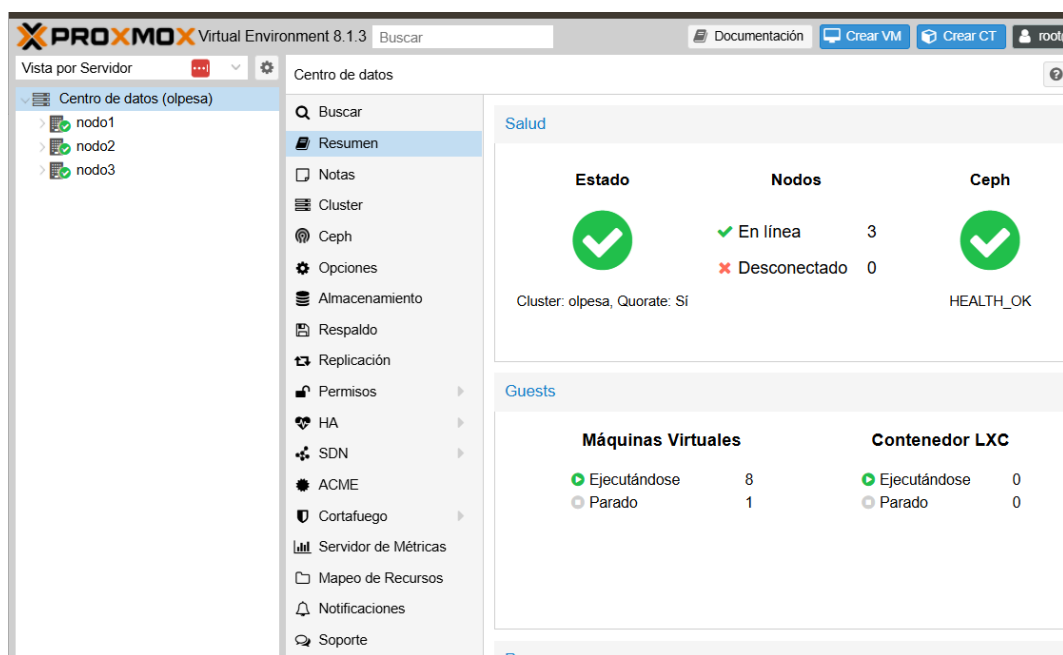 PROXMOX Virtual Environment 8.1.3 Buscar Documentación Crear VM Crear CT root
Vista por Servidor
Centro de datos (olpesa)
nodo1
nodo2
nodo3
Centro de datos
Buscar
Resumen
Notas
Cluster
Ceph
Opciones
Almacenamiento
Respaldo
Replicación
Permisos
HA
SDN
ACME
Cortafuego
Servidor de Métricas
Mapeo de Recursos
Notificaciones
Soporte
Salud
Estado Nodos Ceph
En línea 3
Desconectado 0
Cluster: olpesa, Quorate: Sí HEALTH_OK
Guests
Máquinas Virtuales Contenedor LXC
Ejecutándose 8 Ejecutándose 0
Parado 1 Parado 0